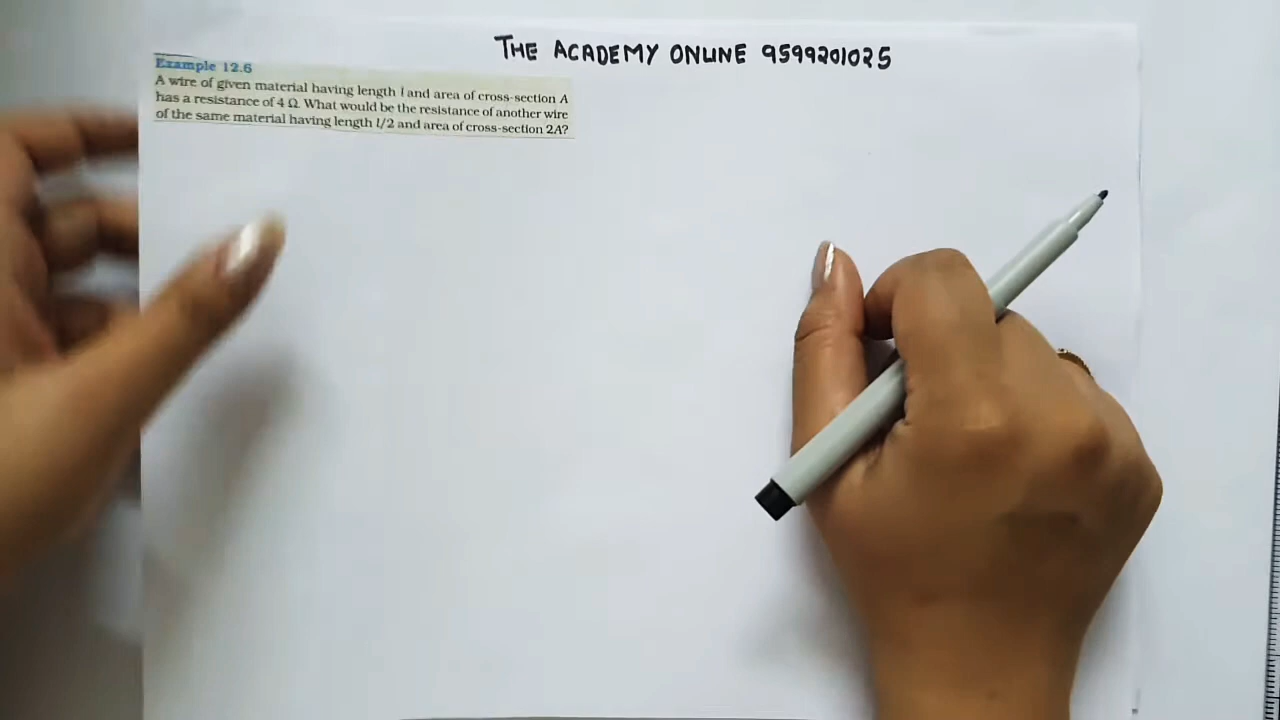 THE ACADEMY ONLINE 9599201025
Example 12.6
A wire of given material having length l and area of cross-section A
has a resistance of 4 Ω. What would be the resistance of another wire
of the same material having length l/2 and area of cross-section 2A?